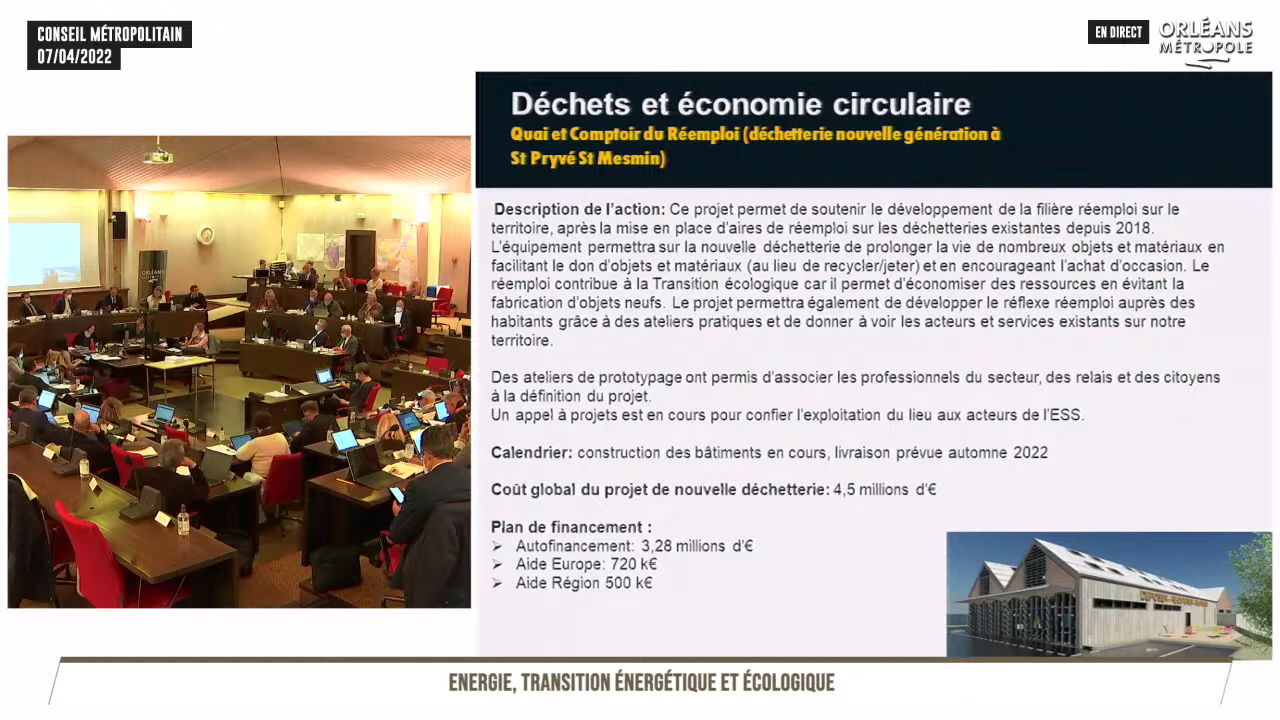 CONSEIL MÉTROPOLITAIN
07/04/2022
EN DIRECT
ORLÉANS
MÉTROPOLE
Déchets et économie circulaire
Quai et Comptoir du Réemploi (déchetterie nouvelle génération à
St Pryvé St Mesmin)
Description de l'action: Ce projet permet de soutenir le développement de la filière réemploi sur le
territoire, après la mise en place d'aires de réemploi sur les déchetteries existantes depuis 2018.
L'équipement permettra sur la nouvelle déchetterie de prolonger la vie de nombreux objets et matériaux en
facilitant le don d'objets et matériaux (au lieu de recycler/jeter) et en encourageant l'achat d'occasion. Le
réemploi contribue à la Transition écologique car il permet d'économiser des ressources en évitant la
fabrication d'objets neufs. Le projet permettra également de développer le réflexe réemploi auprès des
habitants grâce à des ateliers pratiques et de donner à voir les acteurs et services existants sur notre
territoire.
Des ateliers de prototypage ont permis d'associer les professionnels du secteur, des relais et des citoyens
à la définition du projet.
Un appel à projets est en cours pour confier l'exploitation du lieu aux acteurs de l'ESS.
Calendrier: construction des bâtiments en cours, livraison prévue automne 2022
Coût global du projet de nouvelle déchetterie: 4,5 millions d'€
Plan de financement :
➢ Autofinancement: 3,28 millions d'€
➢ Aide Europe: 720 k€
➢ Aide Région 500 k€
ORLÉANS
ENERGIE, TRANSITION ÉNERGÉTIQUE ET ÉCOLOGIQUE